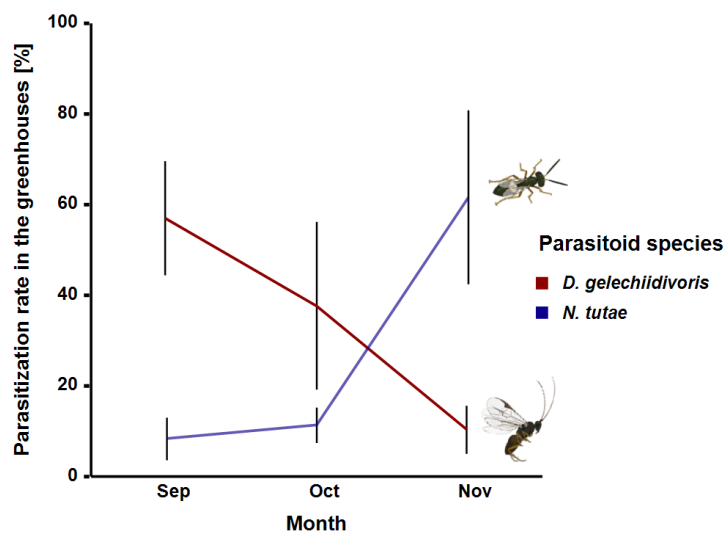 100
80
60
40
20
0
Parasitization rate in the greenhouses [%]
Sep Oct Nov
Month
Parasitoid species
D. gelechiidivoris
N. tutae